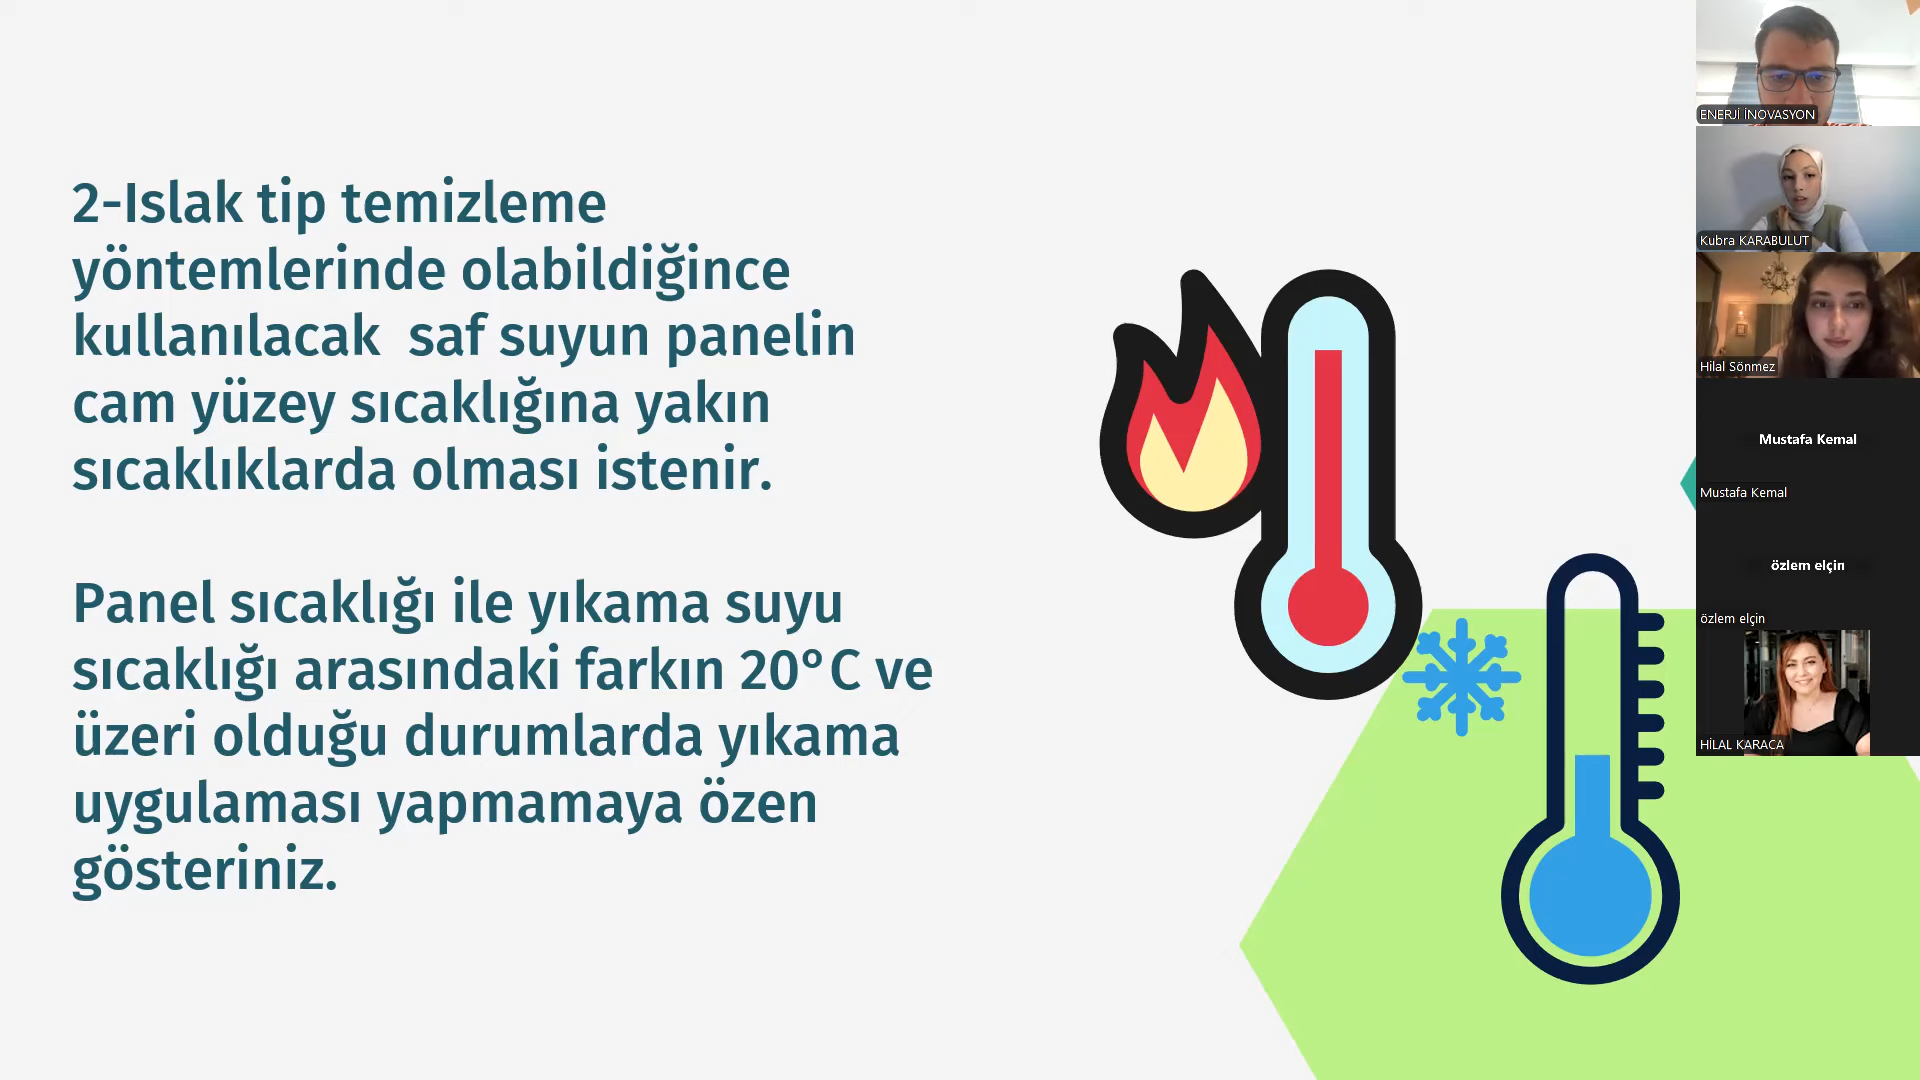 2-Islak tip temizleme
yöntemlerinde olabildiğince
kullanılacak  saf suyun panelin
cam yüzey sıcaklığına yakın
sıcaklıklarda olması istenir.
Panel sıcaklığı ile yıkama suyu
sıcaklığı arasındaki farkın 20°C ve
üzeri olduğu durumlarda yıkama
uygulaması yapmamaya özen
gösteriniz.
ENERJİ İNOVASYON
Kubra KARABULUT
Hilal Sönmez
Mustafa Kemal
Mustafa Kemal
özlem elçin
özlem elçin
HİLAL KARACA